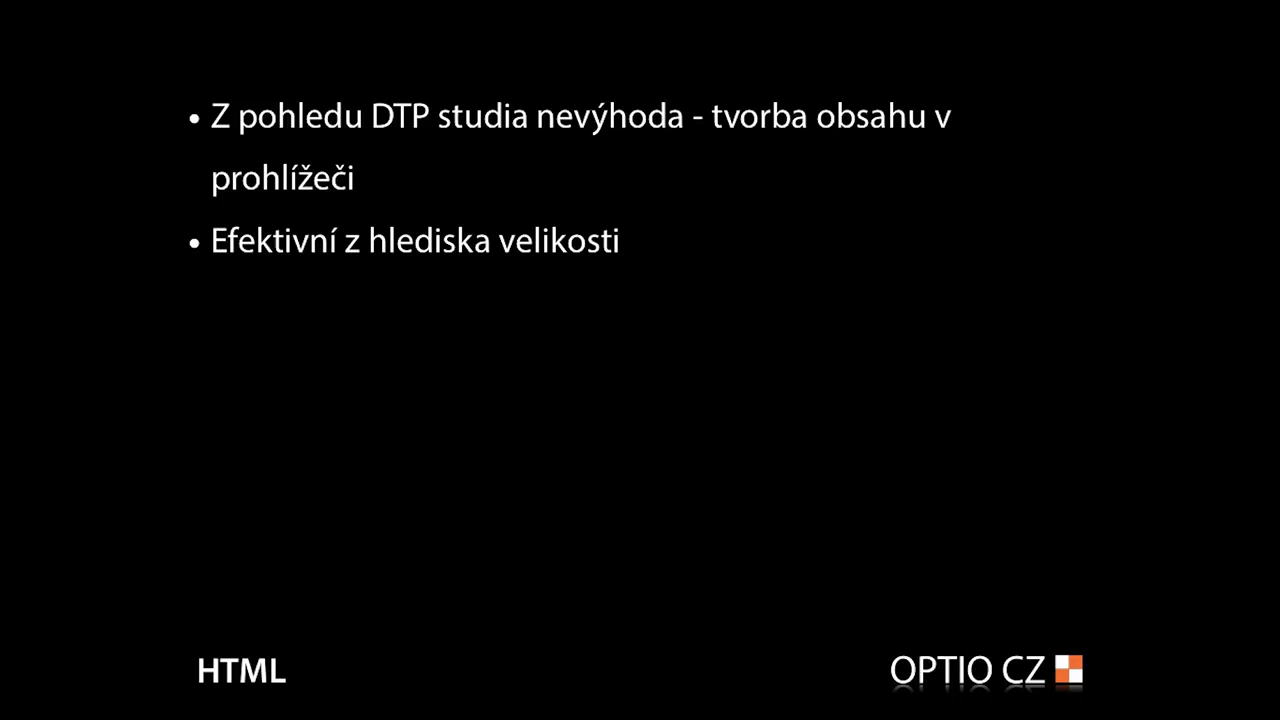 • Z pohledu DTP studia nevýhoda - tvorba obsahu v
prohlížeči
• Efektivní z hlediska velikosti
HTML
OPTIO CZ